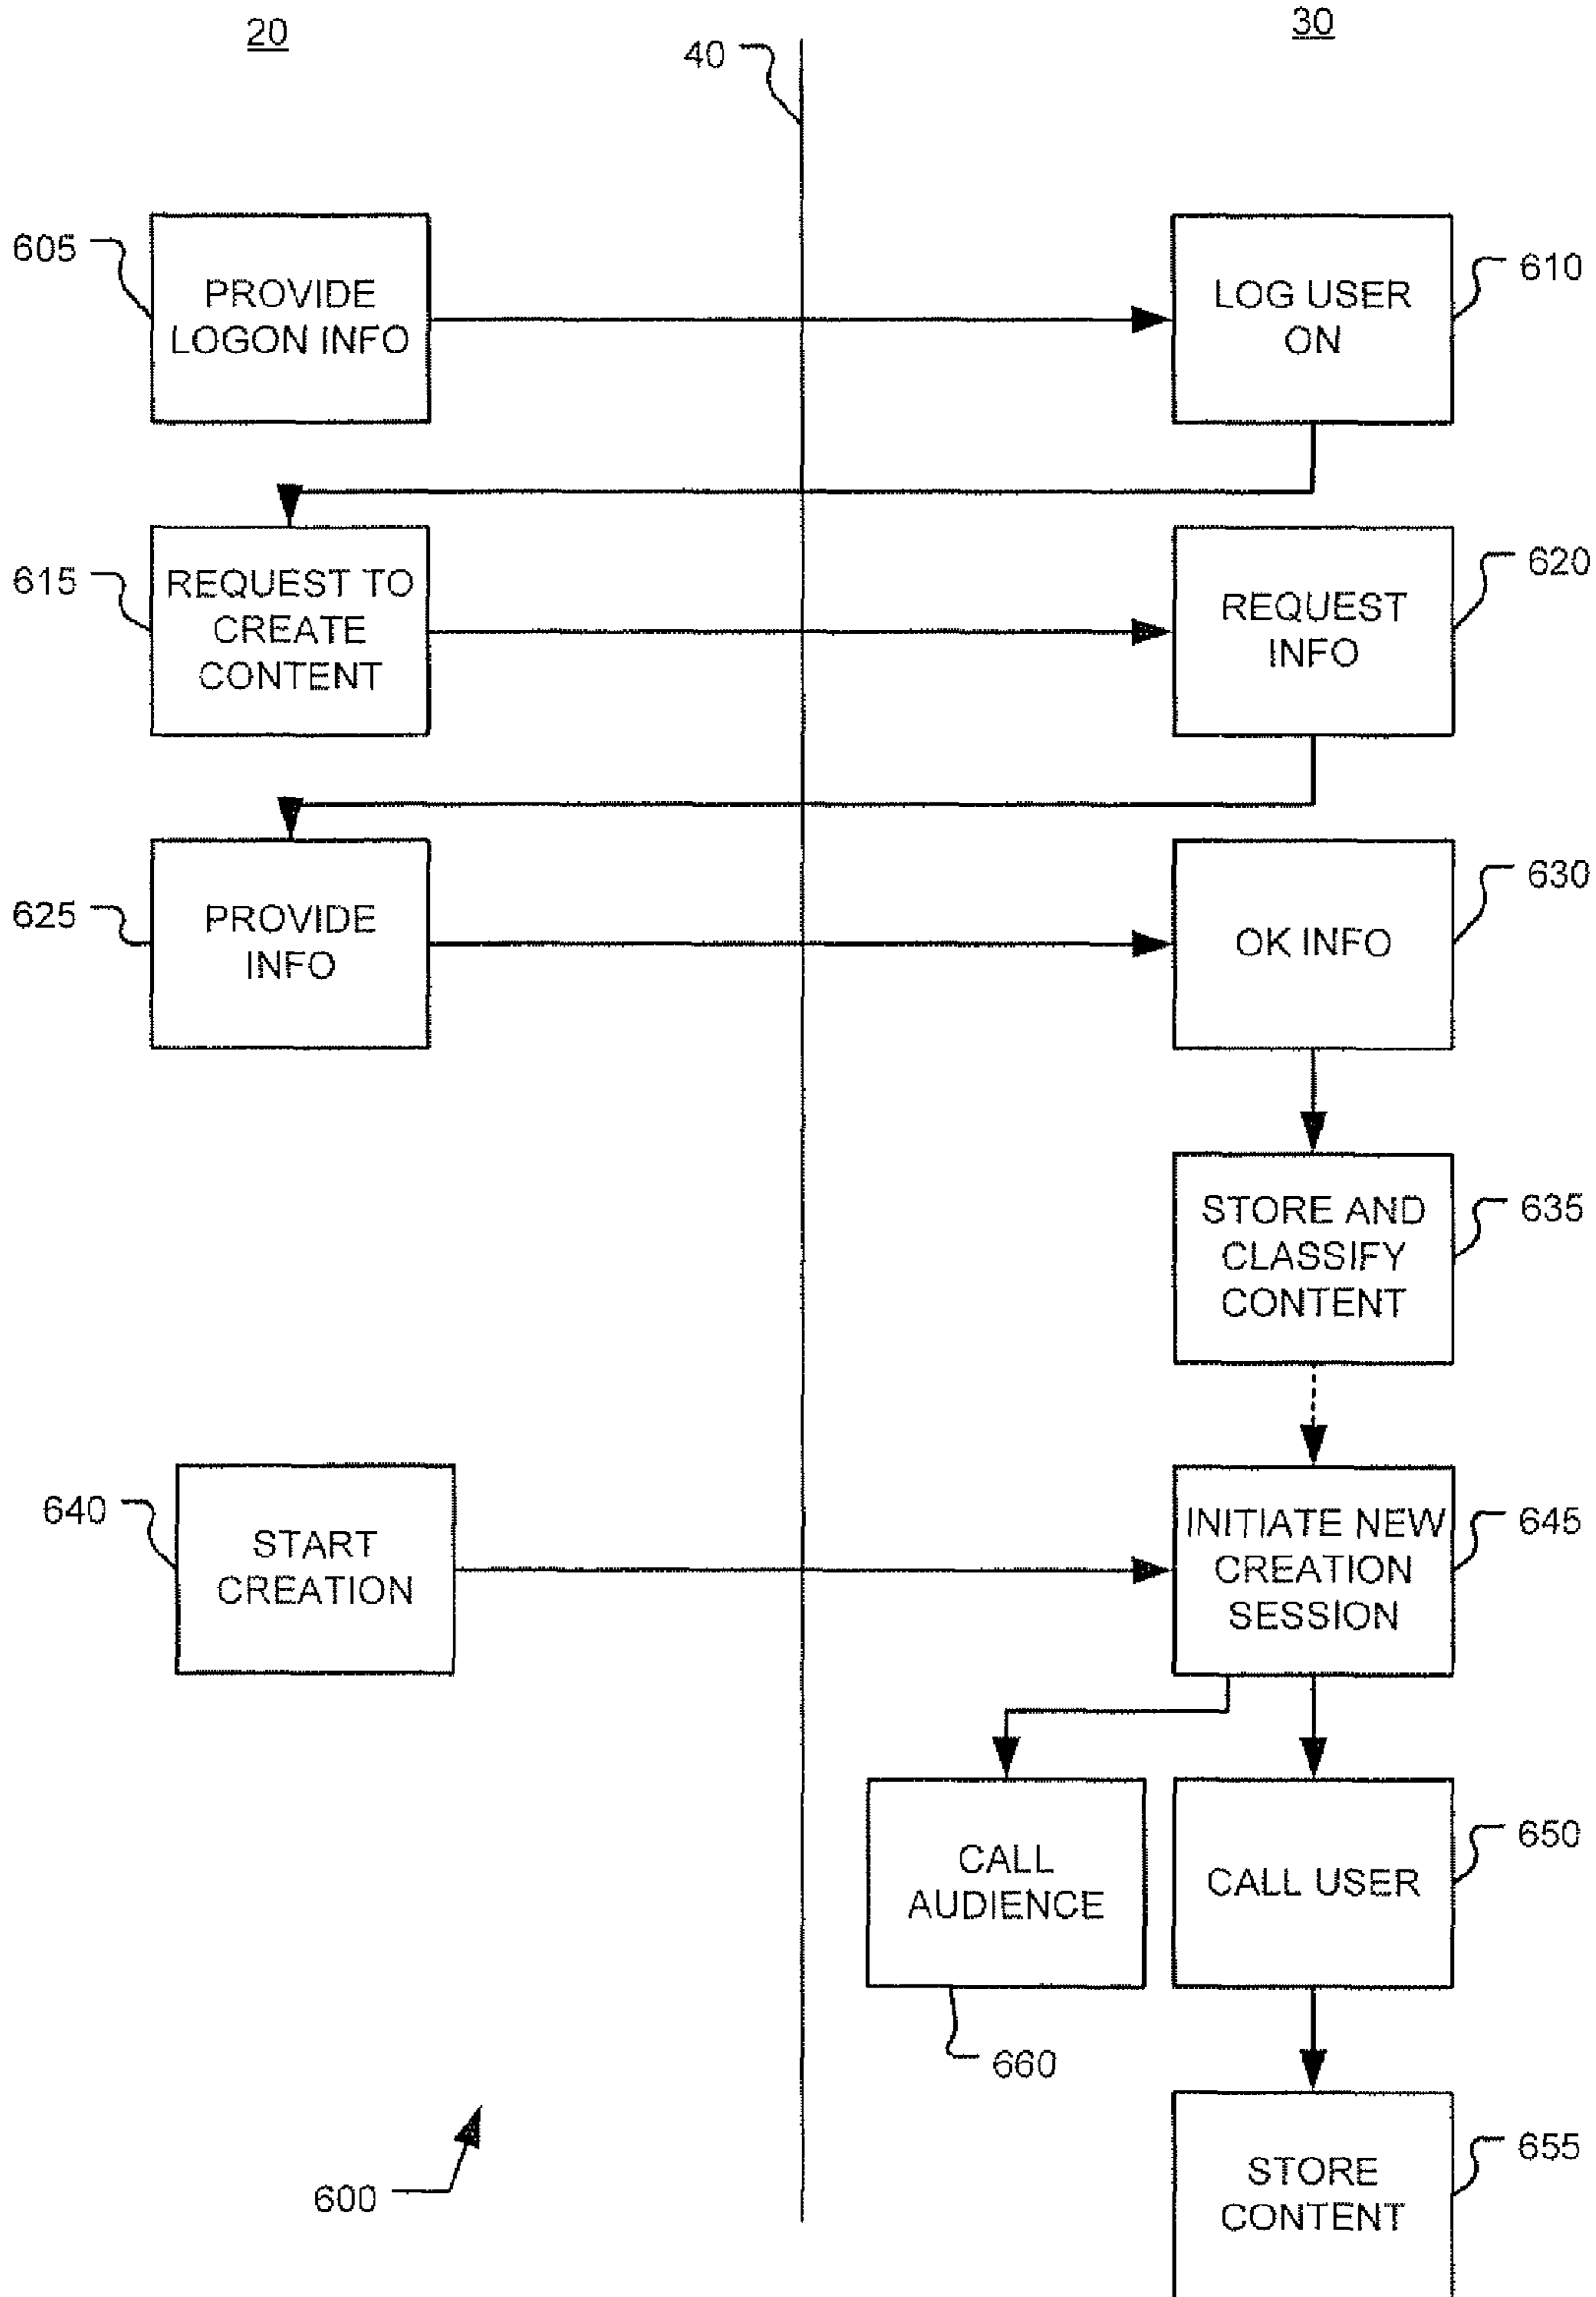 20
30
40
605
PROVIDE
LOGON INFO
LOG USER
ON
610
615
REQUEST TO
CREATE
CONTENT
REQUEST
INFO
620
625
PROVIDE
INFO
OK INFO
630
STORE AND
CLASSIFY
CONTENT
635
640
START
CREATION
INITIATE NEW
CREATION
SESSION
645
CALL
AUDIENCE
660
CALL USER
650
STORE
CONTENT
655
600